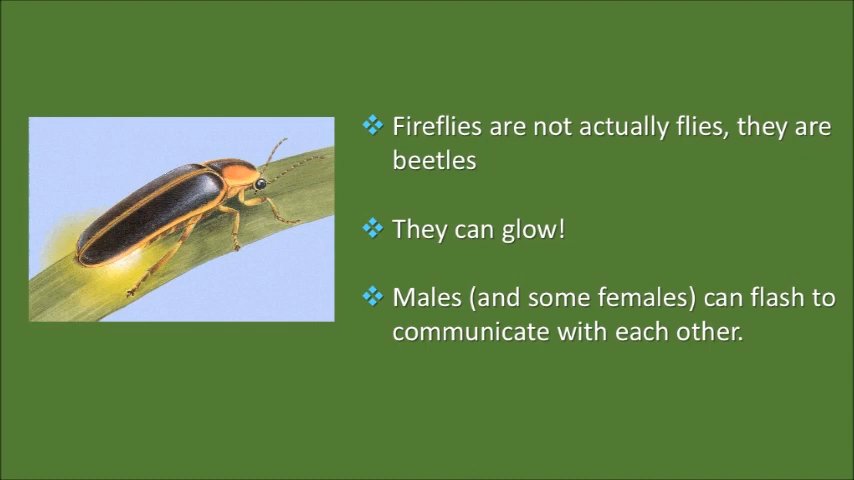 Fireflies are not actually flies, they are
beetles
They can glow!
Males (and some females) can flash to
communicate with each other.